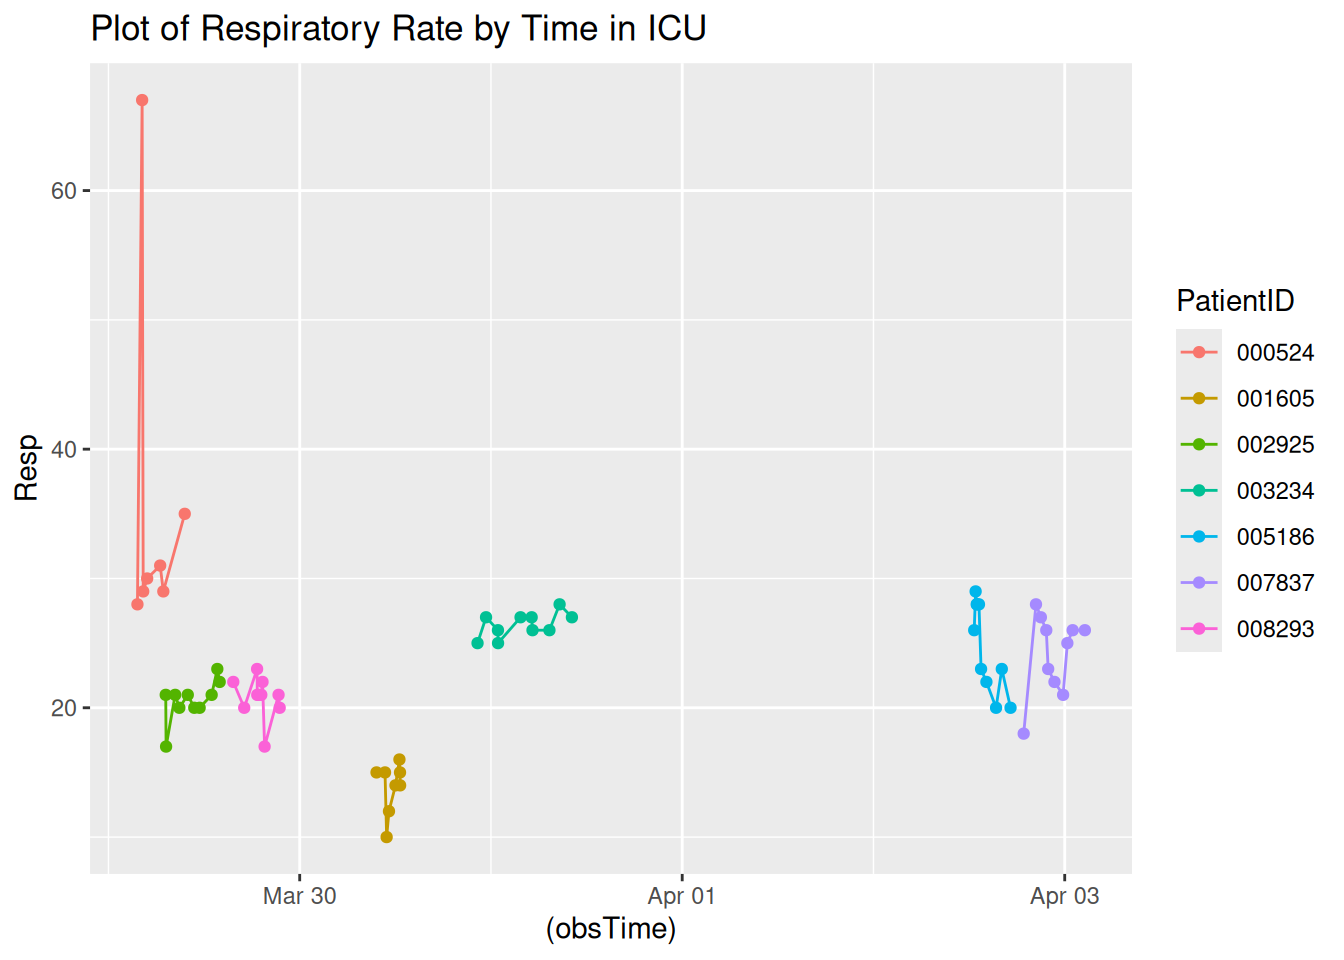 Plot of Respiratory Rate by Time in ICU
60
40
20
Resp
Mar 30
Apr 01
Apr 03
(obsTime)
PatientID
000524
001605
002925
003234
005186
007837
008293